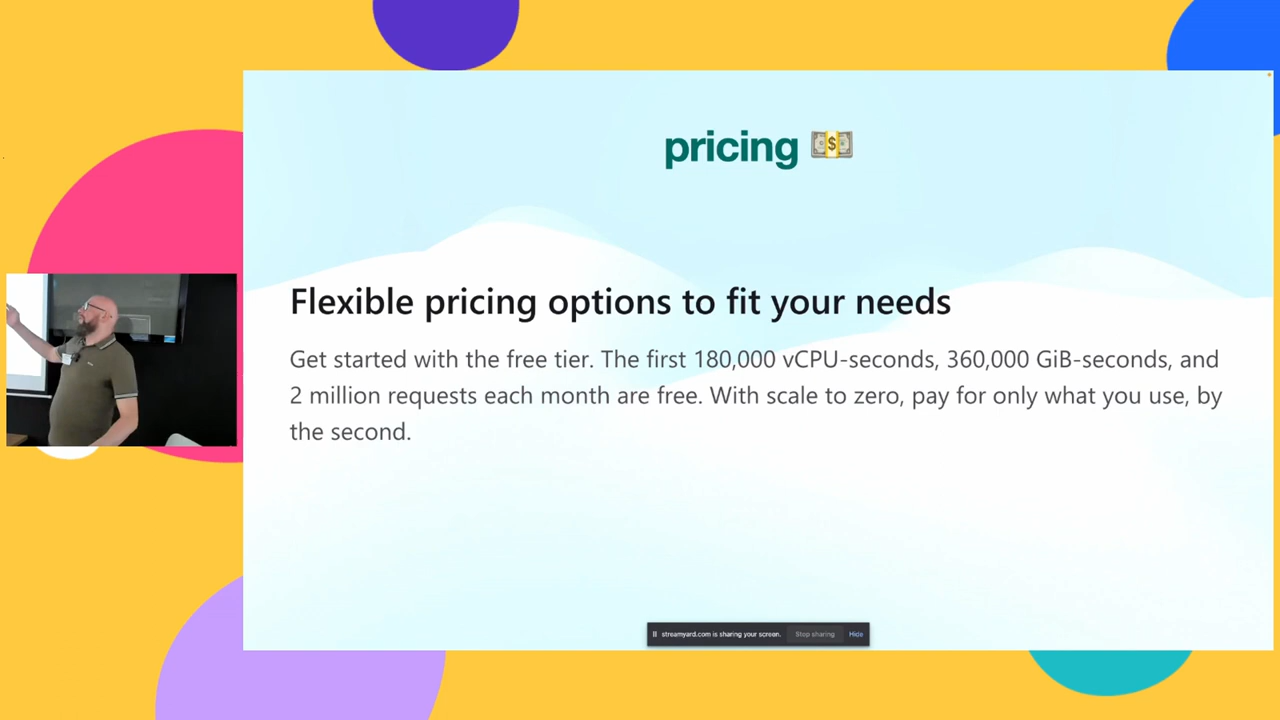 pricing 💵
Flexible pricing options to fit your needs
Get started with the free tier. The first 180,000 vCPU-seconds, 360,000 GiB-seconds, and
2 million requests each month are free. With scale to zero, pay for only what you use, by
the second.
streamyard.com is sharing your screen. Stop sharing Hide